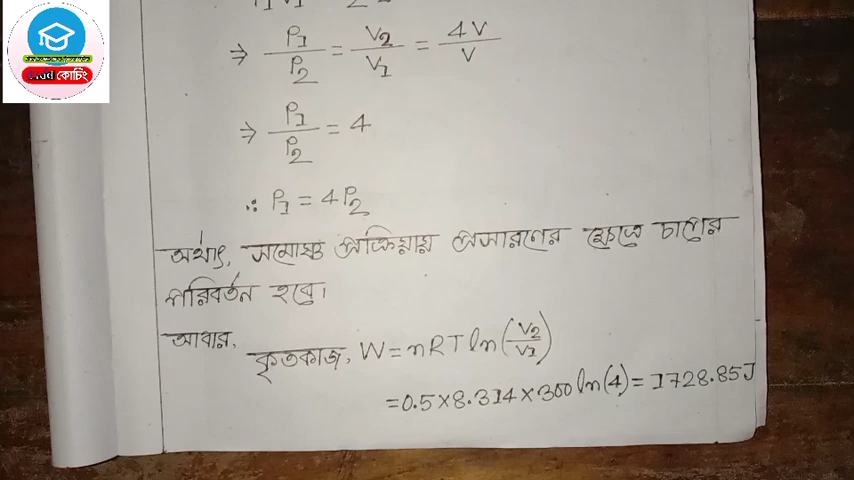 কোচিং
⇒ P1/P2 = V2/V1 = 4V/V
⇒ P1/P2 = 4
∴ P1 = 4P2
অর্থাৎ, সমোষ্ণ প্রক্রিয়ায় প্রসারণের ক্ষেত্রে চাপের
পরিবর্তন হবে।
আবার,
কৃতকাজ, W = nRT ln(V2/V1)
= 0.5 × 8.314 × 300 ln(4) = 1728.85J